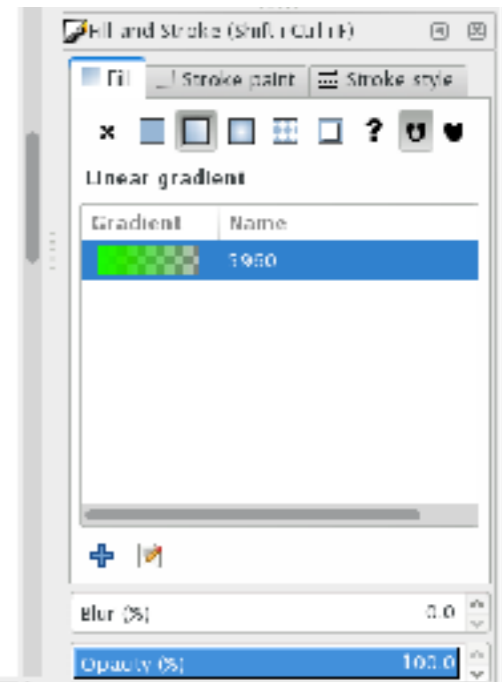 Fill and Stroke (Shift+Ctrl+F)
Fill Stroke paint Stroke style
?
Linear gradient
Gradient Name
Blur (%) 0.0
Opacity (%) 100.0